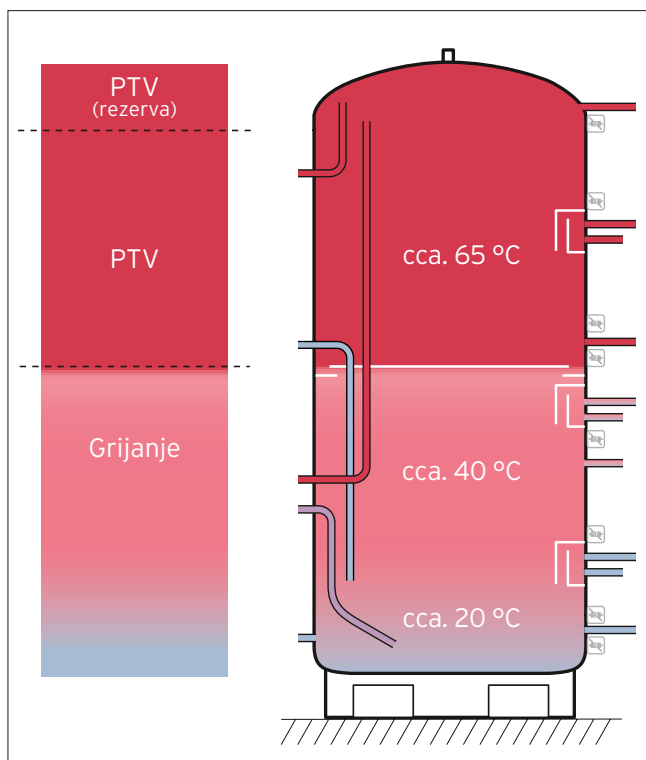 PTV
(rezerva)
PTV
Grijanje
cca. 65 °C
cca. 40 °C
cca. 20 °C